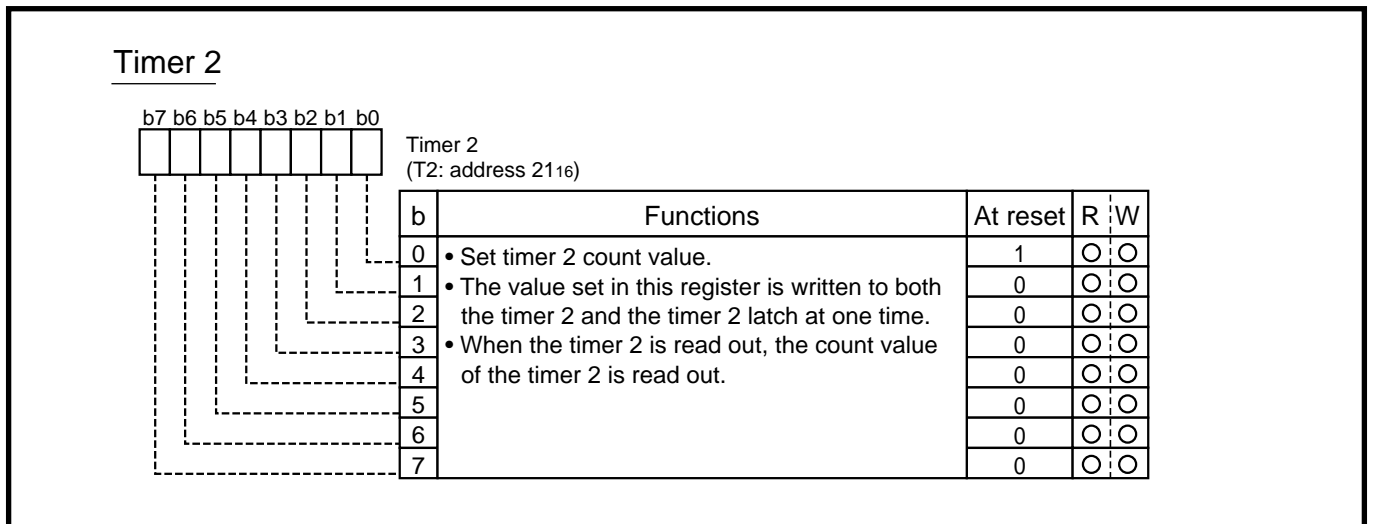 Timer 2
b7 b6 b5 b4 b3 b2 b1 b0
Timer 2
(T2: address 2116)
b Functions At reset R W
0 • Set timer 2 count value. 1 O O
1 • The value set in this register is written to both 0 O O
2 the timer 2 and the timer 2 latch at one time. 0 O O
3 • When the timer 2 is read out, the count value 0 O O
4 of the timer 2 is read out. 0 O O
5 0 O O
6 0 O O
7 0 O O